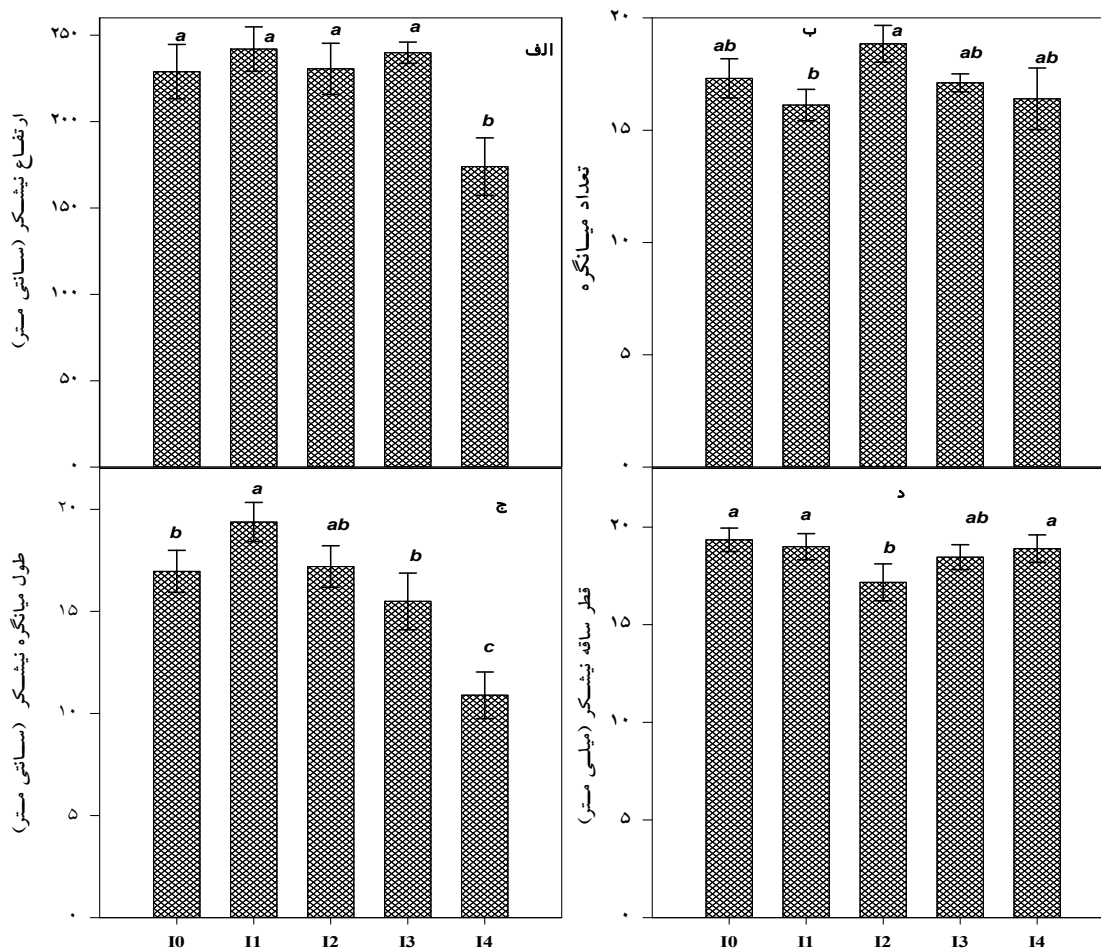 الف
ارتفاع نیشکر (سانتی متر)
۲۵۰
۲۰۰
۱۵۰
۱۰۰
۵۰
۰
a
a
a
a
b
ب
تعداد میانگره
۲۰
۱۵
۱۰
۵
۰
ab
b
a
ab
ab
ج
طول میانگره نیشکر (سانتی متر)
۲۰
۱۵
۱۰
۵
۰
b
a
ab
b
c
I0 I1 I2 I3 I4
د
قطر ساقه نیشکر (میلی متر)
۲۰
۱۵
۱۰
۵
۰
a
a
b
ab
a
I0 I1 I2 I3 I4